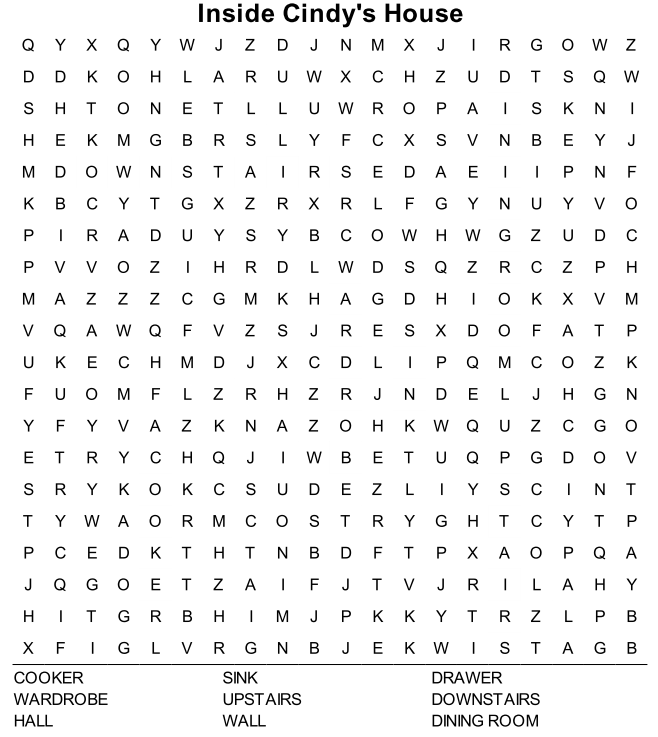 Inside Cindy's House
Q Y X Q Y W J Z D J N M X J I R G O W Z
D D K O H L A R U W X C H Z U D T S Q W
S H T O N E T L L U W R O P A I S K N I
H E K M G B R S L Y F C X S V N B E Y J
M D O W N S T A I R S E D A E I I P N F
K B C Y T G X Z R X R L F G Y N U Y V O
P I R A D U Y S Y B C O W H W G Z U D C
P V V O Z I H R D L W D S Q Z R C Z P H
M A Z Z Z C G M K H A G D H I O K X V M
V Q A W Q F V Z S J R E S X D O F A T P
U K E C H M D J X C D L I P Q M C O Z K
F U O M F L Z R H Z R J N D E L J H G N
Y F Y V A Z K N A Z O H K W Q U Z C G O
E T R Y C H Q J I W B E T U Q P G D O V
S R Y K O K C S U D E Z L I Y S C I N T
T Y W A O R M C O S T R Y G H T C Y T P
P C E D K T H T N B D F T P X A O P Q A
J Q G O E T Z A I F J T V J R I L A H Y
H I T G R B H I M J P K K Y T R Z L P B
X F I G L V R G N B J E K W I S T A G B
COOKER SINK DRAWER
WARDROBE UPSTAIRS DOWNSTAIRS
HALL WALL DINING ROOM